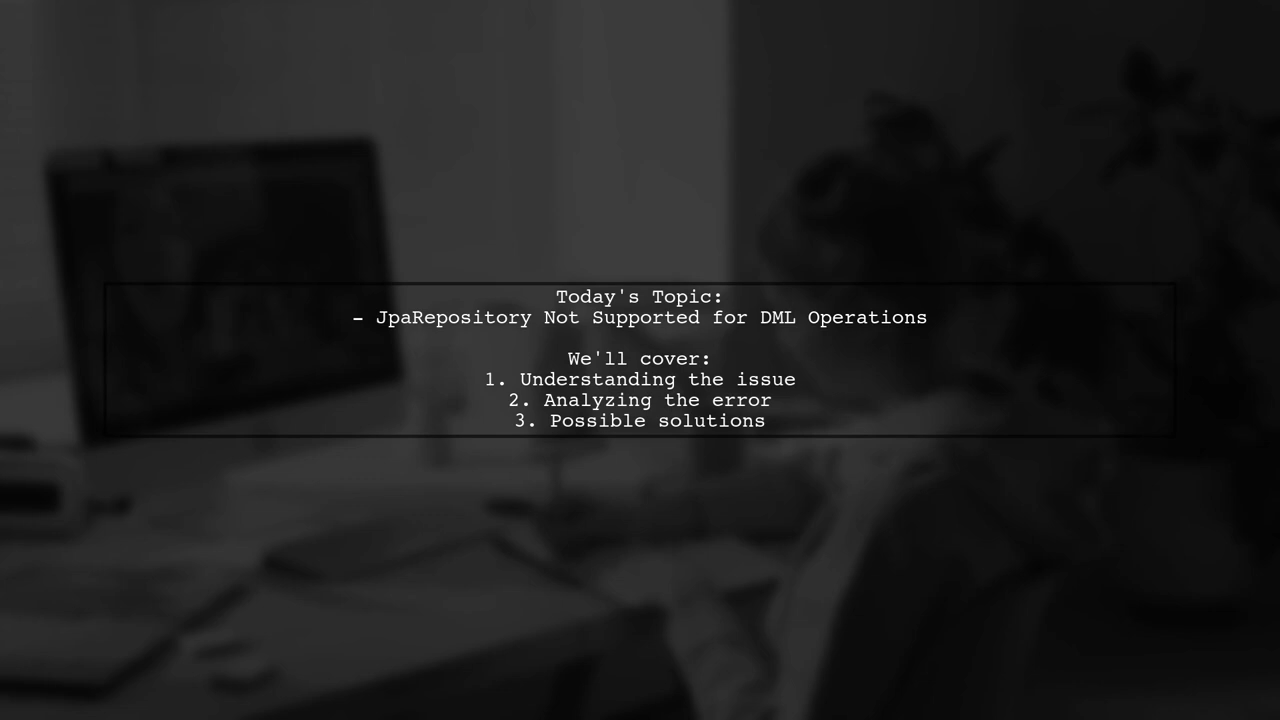 Today's Topic:
- JpaRepository Not Supported for DML Operations
We'll cover:
1. Understanding the issue
2. Analyzing the error
3. Possible solutions